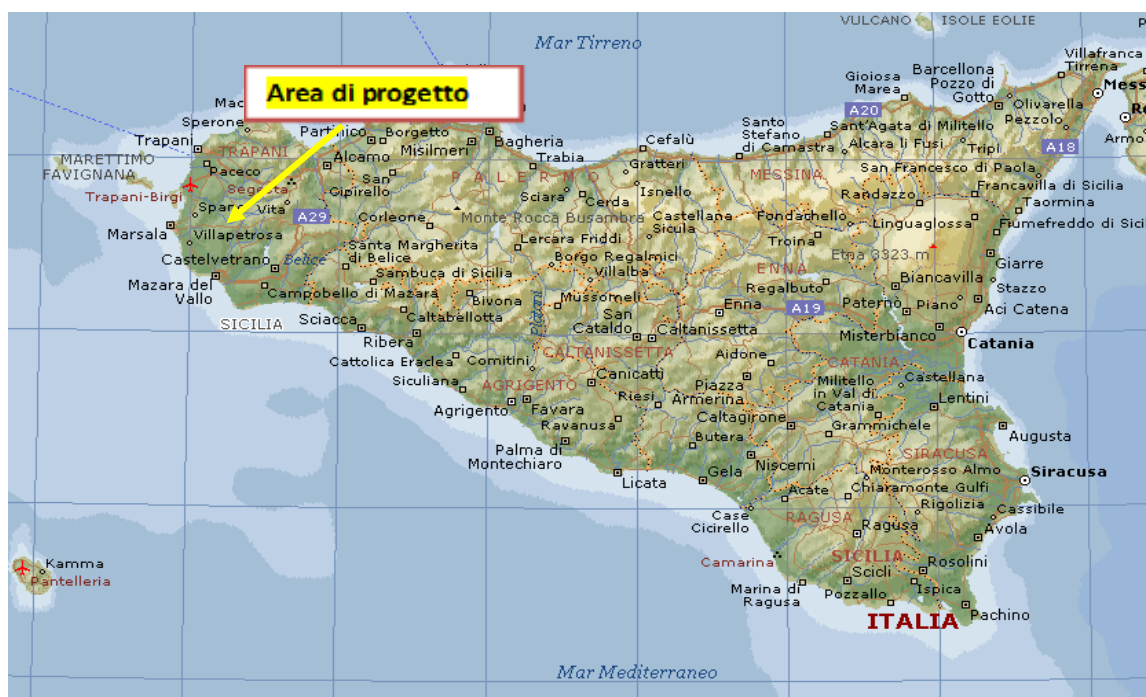 VULCANO
ISOLE EOLIE
Mar Tirreno
Area di progetto
Villafranca
Tirrena
Barcellona
Pozzo di
Gotto
Gioiosa
Marea
Mess
A20
Olivarella
Pezzolo
Armo
Sperone
Trapani
Partinico
Borgetto
Bagheria
Misilmeri
Cefalù
Santo
Stefano
di Camastra
Sant'Agata di Militello
Alcara li Fusi
Tripi
A18
MARETTIMO
FAVIGNANA
TRAPANI
Paceco
Alcamo
San
Cipirello
Trabia
Gratteri
MESSINA
San Francesco di Paola
Trapani-Birgi
Segesta
PALERMO
Sciara
Cerda
Isnello
Randazzo
Francavilla di Sicilia
Taormina
Vita
A29
Corleone
Monte Rocca Busambra
Castellana
Sicula
Fondachello
Linguaglossa
Fiumefreddo di Sici
Marsala
Villapetrosa
Santa Margherita
di Belice
Lercara Friddi
Troina
Etna 3323 m
Castelvetrano
Belice
Borgo Regalmici
Villalba
ENNA
Giarre
Sambuca di Sicilia
Regalbuto
Biancavilla
Stazzo
Mazara del
Vallo
Campobello di Mazara
Bivona
Mussomeli
Enna
A19
Paternò
Piano
Aci Catena
SICILIA
Sciacca
Caltabellotta
Platani
San
Cataldo
Caltanissetta
Misterbianco
Ribera
Catania
Cattolica Eraclea
Comitini
CALTANISSETTA
Aidone
CATANIA
Siculiana
AGRIGENTO
Canicattì
Piazza
Armerina
Militello
in Val di
Catania
Castellana
Agrigento
Favara
Riesi
Caltagirone
Lentini
Ravanusa
Grammichele
Butera
Augusta
Palma di
Montechiaro
SIRACUSA
Niscemi
Monterosso Almo
Siracusa
Licata
Gela
Chiaramonte Gulfi
Acate
Case
Cicirello
Rigolizia
Cassibile
RAGUSA
Ragusa
Avola
Camarina
SICILIA
Kamma
Pantelleria
Rosolini
Scicli
Marina di
Ragusa
Pozzallo
Ispica
Pachino
ITALIA
Mar Mediterraneo